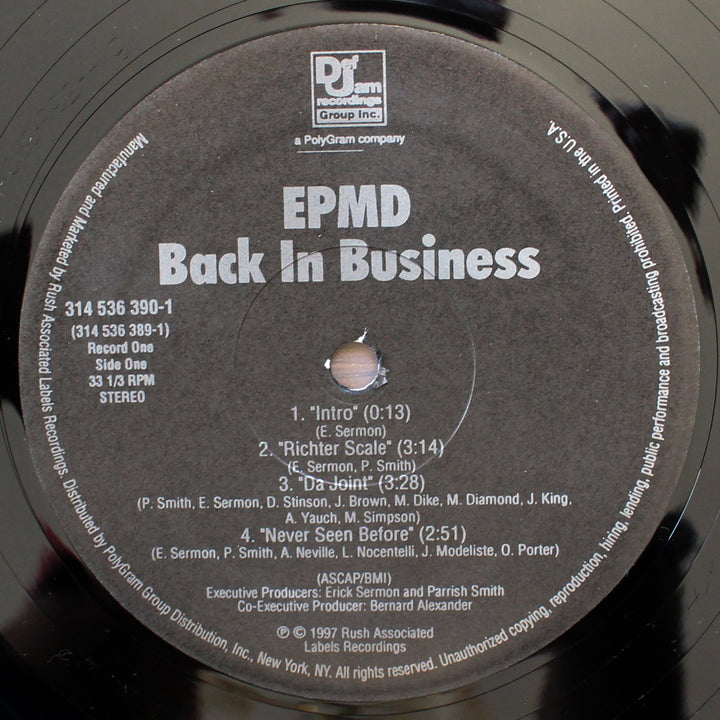 Def
Jam
recordings
Group Inc.
a PolyGram company
EPMD
Back In Business
314 536 390-1
(314 536 389-1)
Record One
Side One
33 1/3 RPM
STEREO
1. "Intro" (0:13)
(E. Sermon)
2. "Richter Scale" (3:14)
(E. Sermon, P. Smith)
3. "Da Joint" (3:28)
(P. Smith, E. Sermon, D. Stinson, J. Brown, M. Dike, M. Diamond, J. King,
A. Yauch, M. Simpson)
4. "Never Seen Before" (2:51)
(E. Sermon, P. Smith, A. Neville, L. Nocentelli, J. Modeliste, O. Porter)
(ASCAP/BMI)
Executive Producers: Erick Sermon and Parrish Smith
Co-Executive Producer: Bernard Alexander
℗ © 1997 Rush Associated
Labels Recordings
Manufactured and Marketed by Rush Associated Labels Recordings. Distributed by PolyGram Group Distribution, Inc., New York, NY. All rights reserved. Unauthorized copying, reproduction, hiring, lending, public performance and broadcasting prohibited. Printed in the U.S.A.